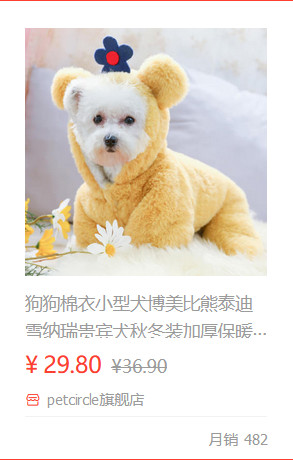 狗狗棉衣小型犬博美比熊泰迪
雪纳瑞贵宾犬秋冬装加厚保暖...
¥ 29.80 ¥36.90
petcircle旗舰店
月销 482